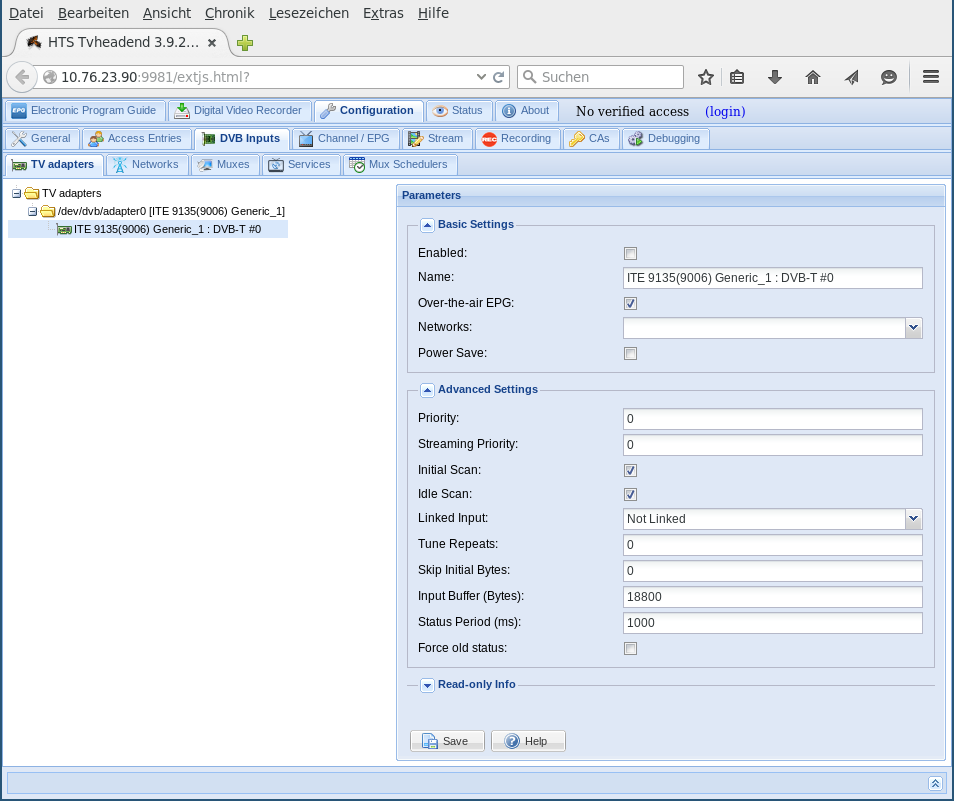 Datei Bearbeiten Ansicht Chronik Lesezeichen Extras Hilfe
HTS Tvheadend 3.9.2...
10.76.23.90:9981/extjs.html?
Suchen
EPG Electronic Program Guide Digital Video Recorder Configuration Status About No verified access (login)
General Access Entries DVB Inputs Channel / EPG Stream REC Recording CAs Debugging
TV adapters Networks Muxes Services Mux Schedulers
TV adapters
/dev/dvb/adapter0 [ITE 9135(9006) Generic_1]
ITE 9135(9006) Generic_1 : DVB-T #0
Parameters
Basic Settings
Enabled:
Name: ITE 9135(9006) Generic_1 : DVB-T #0
Over-the-air EPG:
Networks:
Power Save:
Advanced Settings
Priority: 0
Streaming Priority: 0
Initial Scan:
Idle Scan:
Linked Input: Not Linked
Tune Repeats: 0
Skip Initial Bytes: 0
Input Buffer (Bytes): 18800
Status Period (ms): 1000
Force old status:
Read-only Info
Save Help